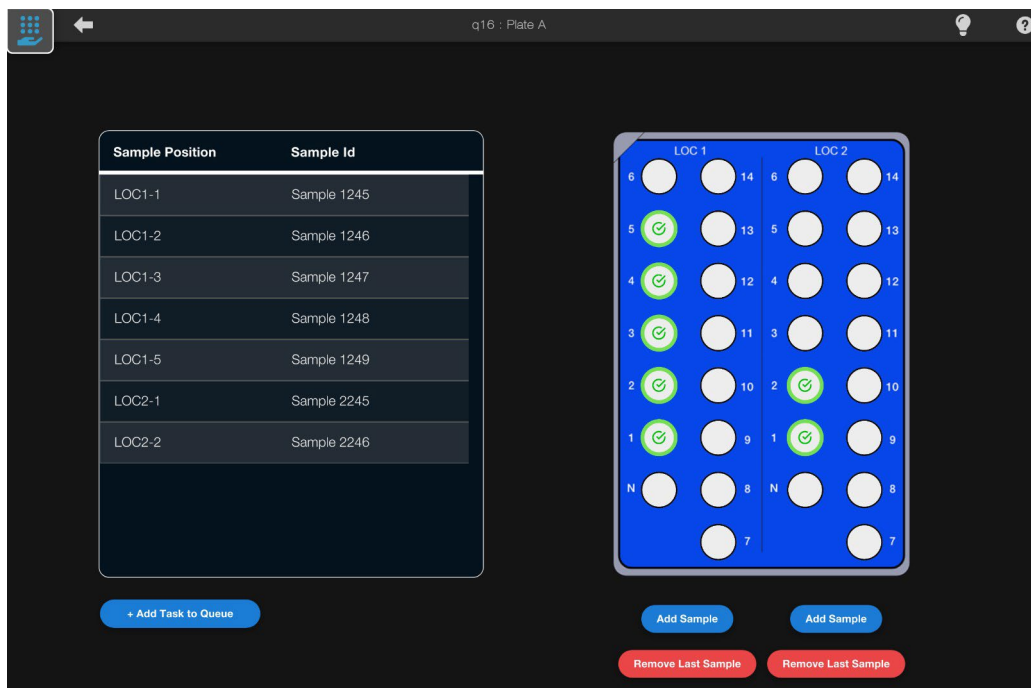 q16 : Plate A
?
Sample Position Sample Id
LOC1-1 Sample 1245
LOC1-2 Sample 1246
LOC1-3 Sample 1247
LOC1-4 Sample 1248
LOC1-5 Sample 1249
LOC2-1 Sample 2245
LOC2-2 Sample 2246
+ Add Task to Queue
LOC 1 LOC 2
6 14 6 14
5 13 5 13
4 12 4 12
3 11 3 11
2 10 2 10
1 9 1 9
N 8 N 8
7 7
Add Sample Add Sample
Remove Last Sample Remove Last Sample